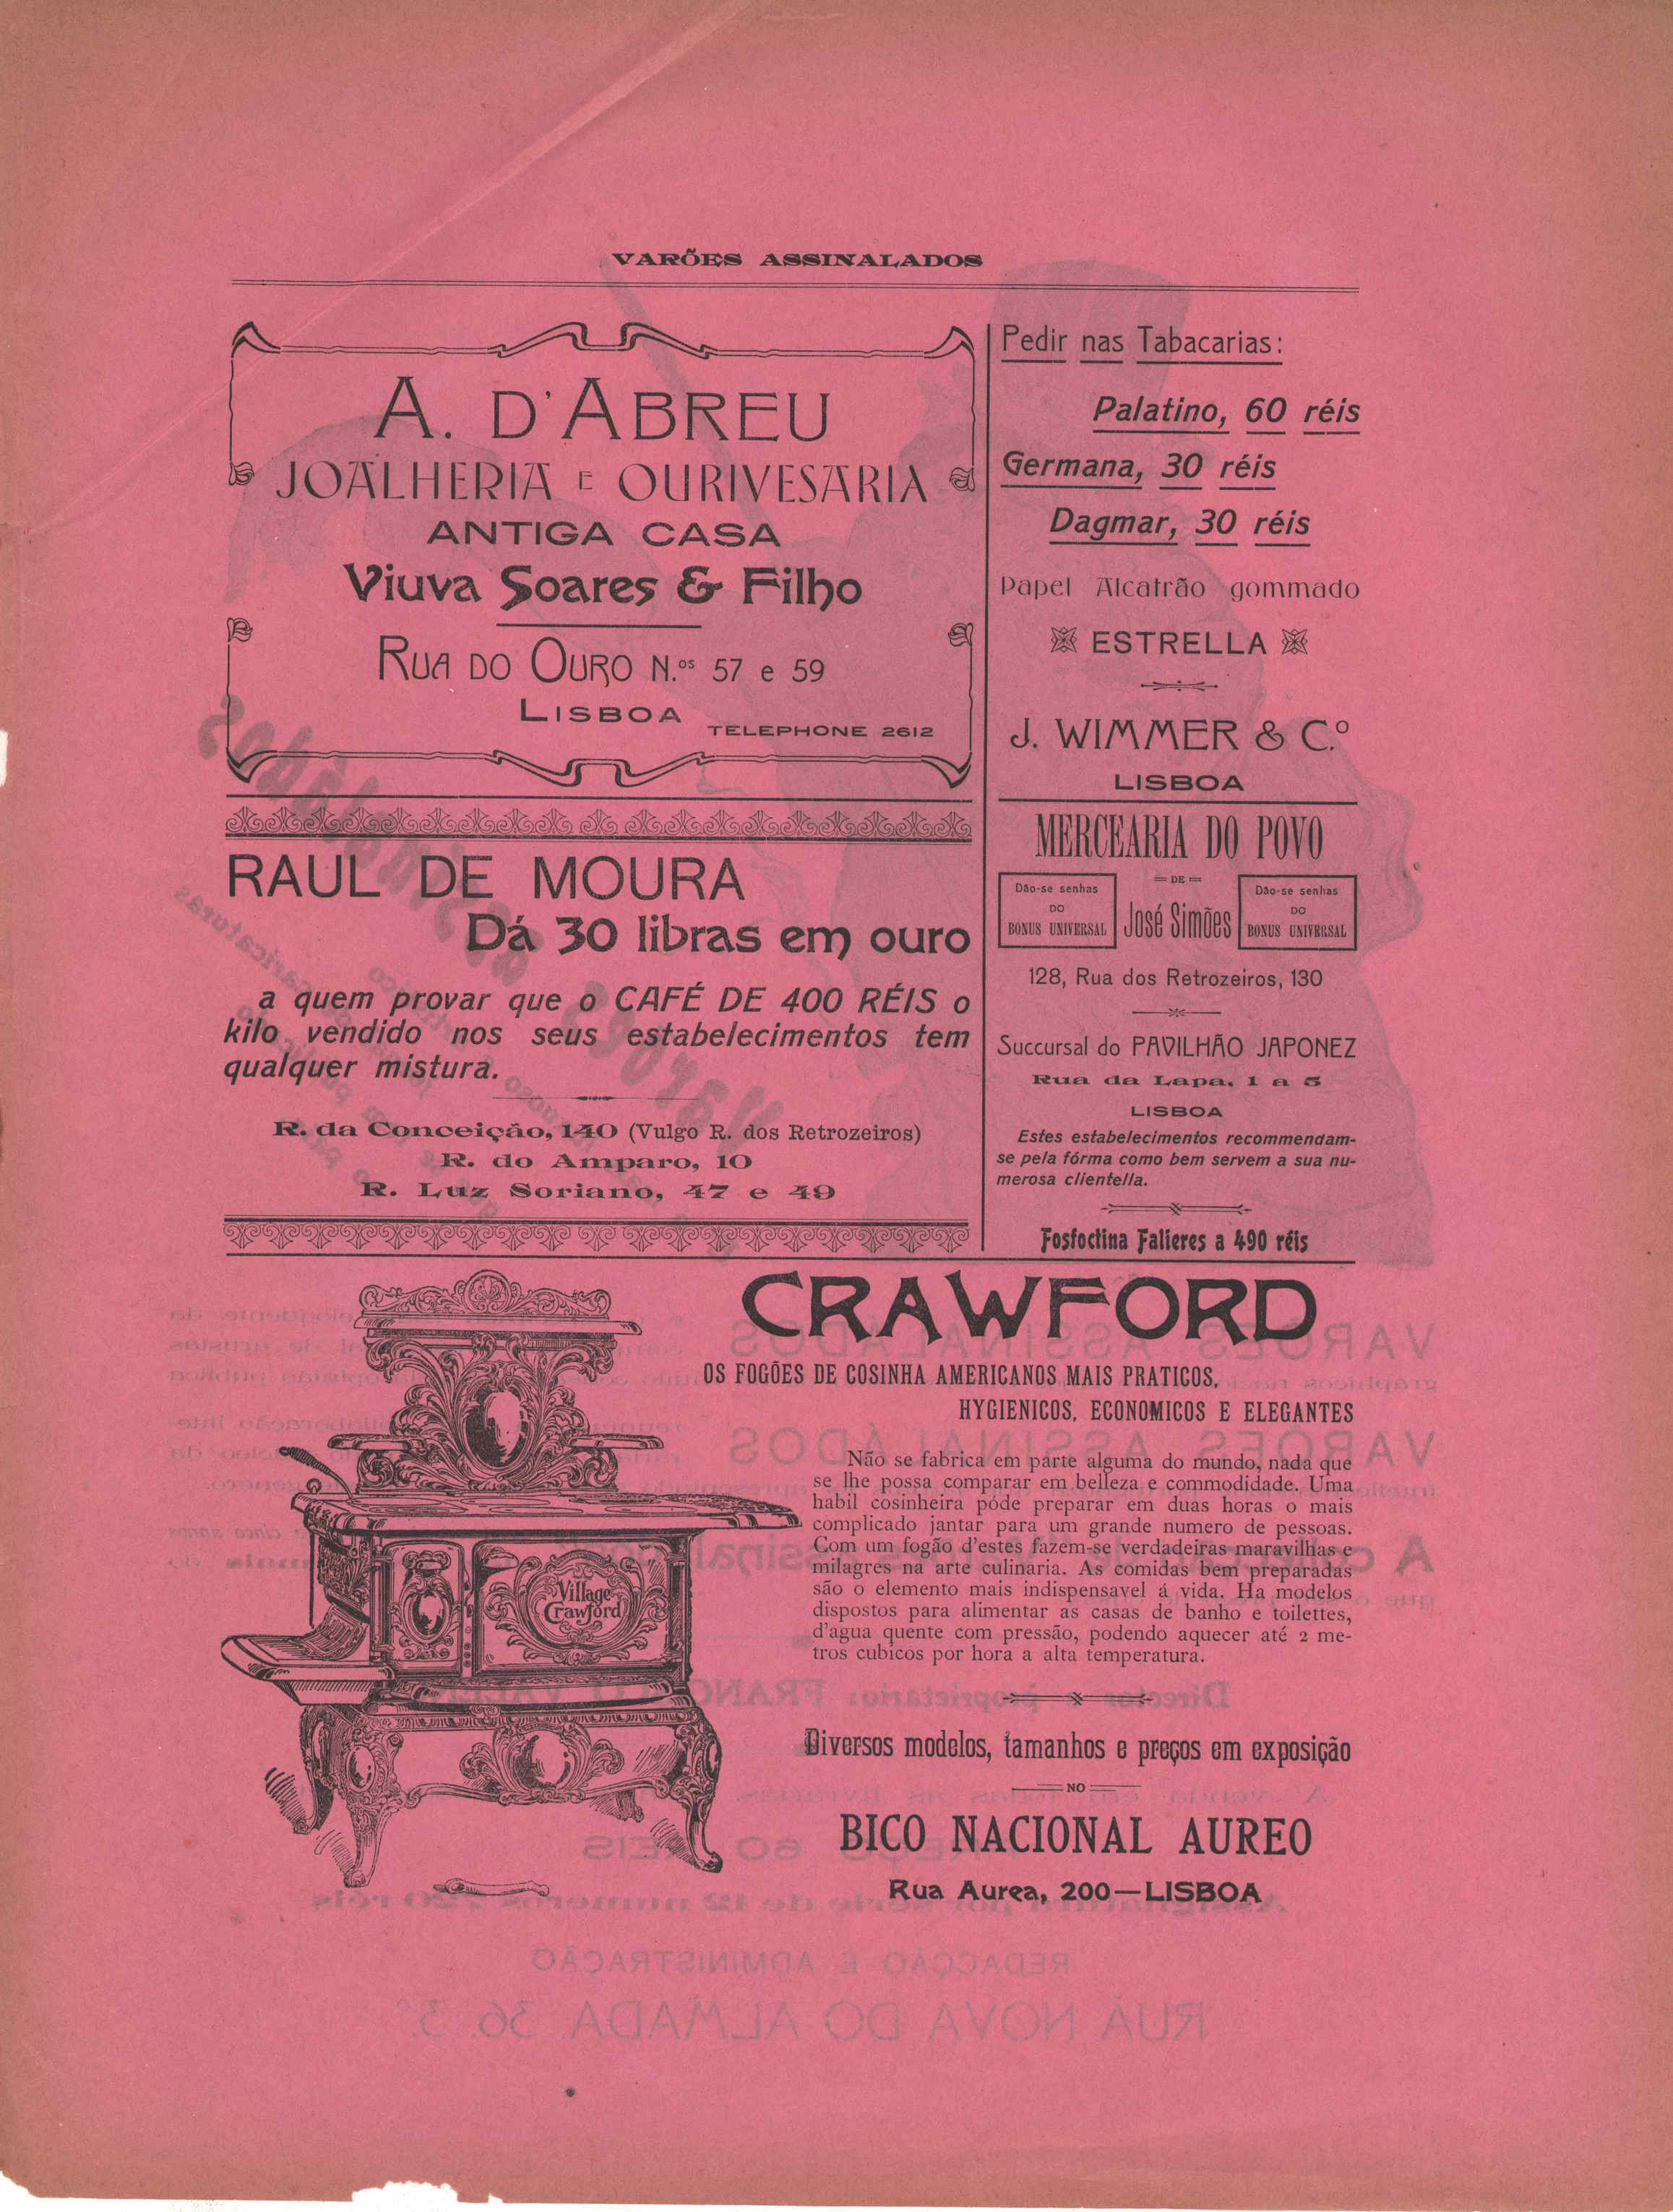 VARÕES ASSINALADOS
A. D'ABREU
JOALHERIA E OURIVESARIA
ANTIGA CASA
Viuva Soares & Filho
RUA DO OURO N.os 57 e 59
LISBOA
TELEPHONE 2612
RAUL DE MOURA
Dá 30 libras em ouro
a quem provar que o CAFÉ DE 400 RÉIS o
kilo vendido nos seus estabelecimentos tem
qualquer mistura.
R. da Conceição, 140 (Vulgo R. dos Retrozeiros)
R. do Amparo, 10
R. Luz Soriano, 47 e 49
Pedir nas Tabacarias:
Palatino, 60 réis
Germana, 30 réis
Dagmar, 30 réis
Papel Alcatrão gommado
ESTRELLA
J. WIMMER & C.º
LISBOA
MERCEARIA DO POVO
DE
Dão-se senhas
DO
BONUS UNIVERSAL
José Simões
Dão-se senhas
DO
BONUS UNIVERSAL
128, Rua dos Retrozeiros, 130
Succursal do PAVILHÃO JAPONEZ
Rua da Lapa, 1 a 5
LISBOA
Estes estabelecimentos recommendam-
se pela fórma como bem servem a sua nu-
merosa clientella.
Fosfoctina Falieres a 490 réis
CRAWFORD
OS FOGÕES DE COSINHA AMERICANOS MAIS PRATICOS,
HYGIENICOS, ECONOMICOS E ELEGANTES
Não se fabrica em parte alguma do mundo, nada que
se lhe possa comparar em belleza e commodidade. Uma
habil cosinheira póde preparar em duas horas o mais
complicado jantar para um grande numero de pessoas.
Com um fogão d'estes fazem-se verdadeiras maravilhas e
milagres na arte culinaria. As comidas bem preparadas
são o elemento mais indispensavel á vida. Ha modelos
dispostos para alimentar as casas de banho e toilettes,
d'agua quente com pressão, podendo aquecer até 2 me-
tros cubicos por hora a alta temperatura.
Village
Crawford
Diversos modelos, tamanhos e preços em exposição
NO
BICO NACIONAL AUREO
Rua Aurea, 200—LISBOA